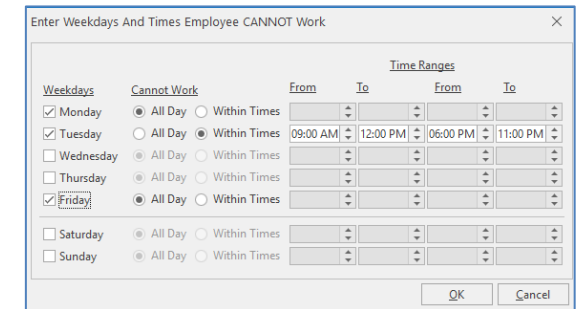 Enter Weekdays And Times Employee CANNOT Work
Time Ranges
Weekdays Cannot Work From To From To
Monday All Day Within Times
Tuesday All Day Within Times 09:00 AM 12:00 PM 06:00 PM 11:00 PM
Wednesday All Day Within Times
Thursday All Day Within Times
Friday All Day Within Times
Saturday All Day Within Times
Sunday All Day Within Times
OK Cancel